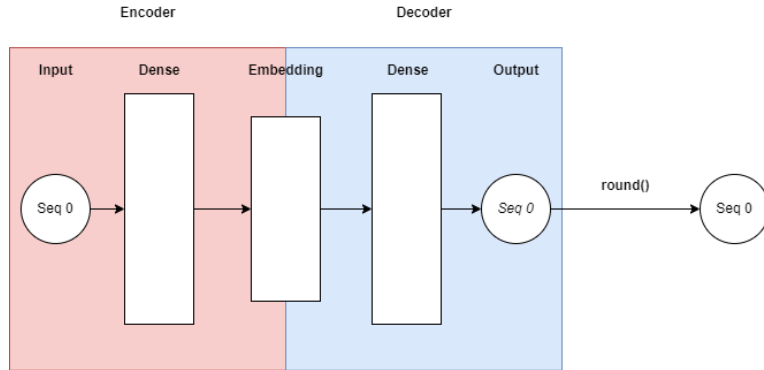 Encoder
Decoder
Input
Dense
Embedding
Dense
Output
round()
Seq 0
Seq 0
Seq 0